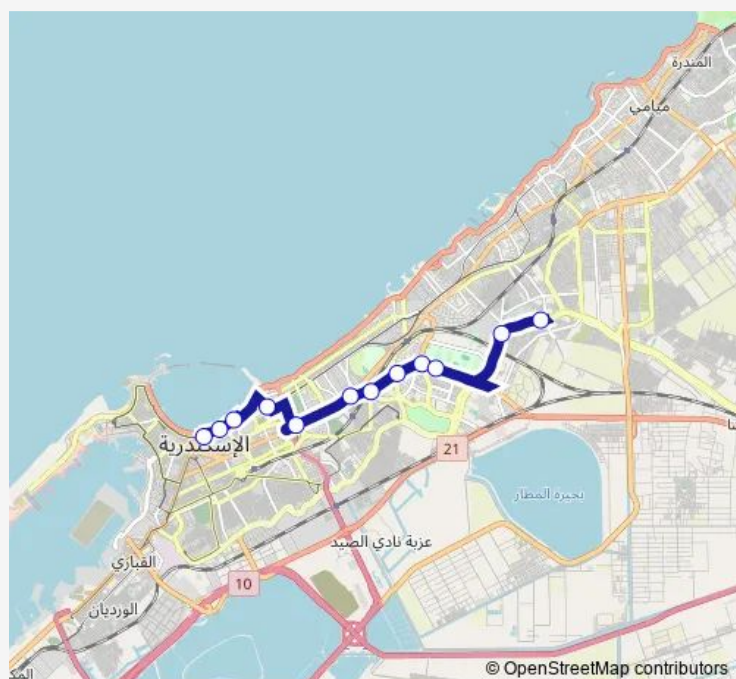 المندرة
ميامي
الإسكندرية
21
بحيرة المطار
عزبة نادي الصيد
القباري
10
الورديان
© OpenStreetMap contributors